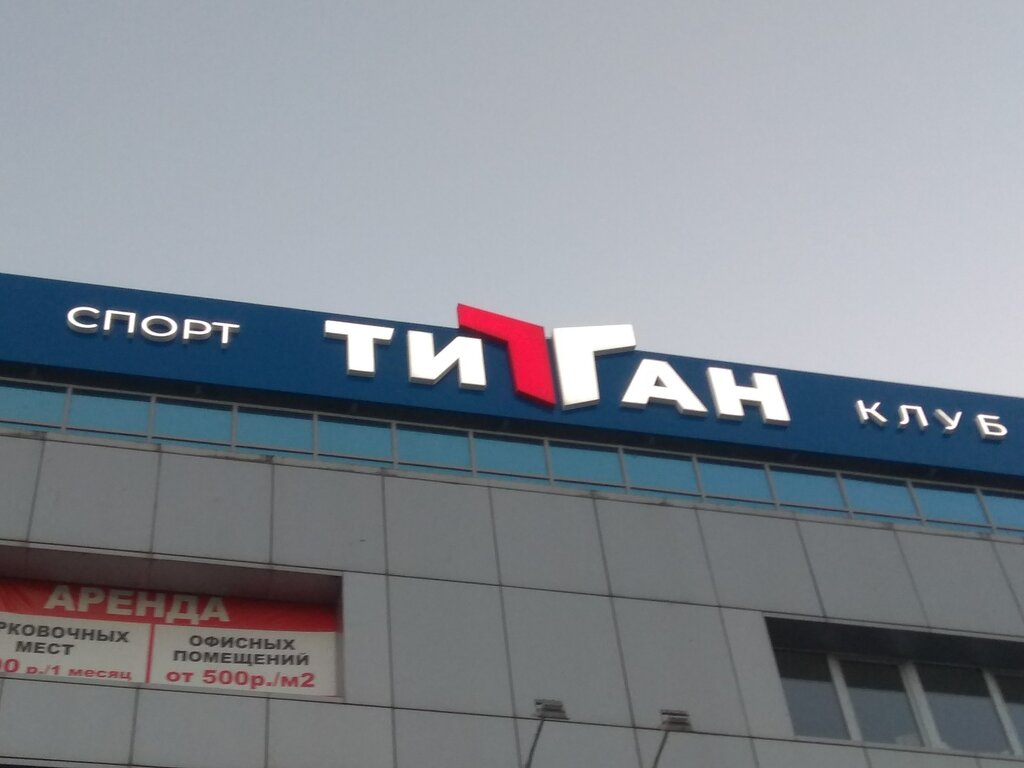 СПОРТ ТИТАН КЛУБ
АРЕНДА
МЕСТ
р./1 месяц
ОФИСНЫХ
ПОМЕЩЕНИЙ
от 500р./м2